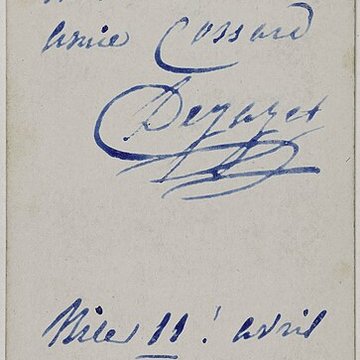 amie Cossard
Dejazet
Nice 11! avril